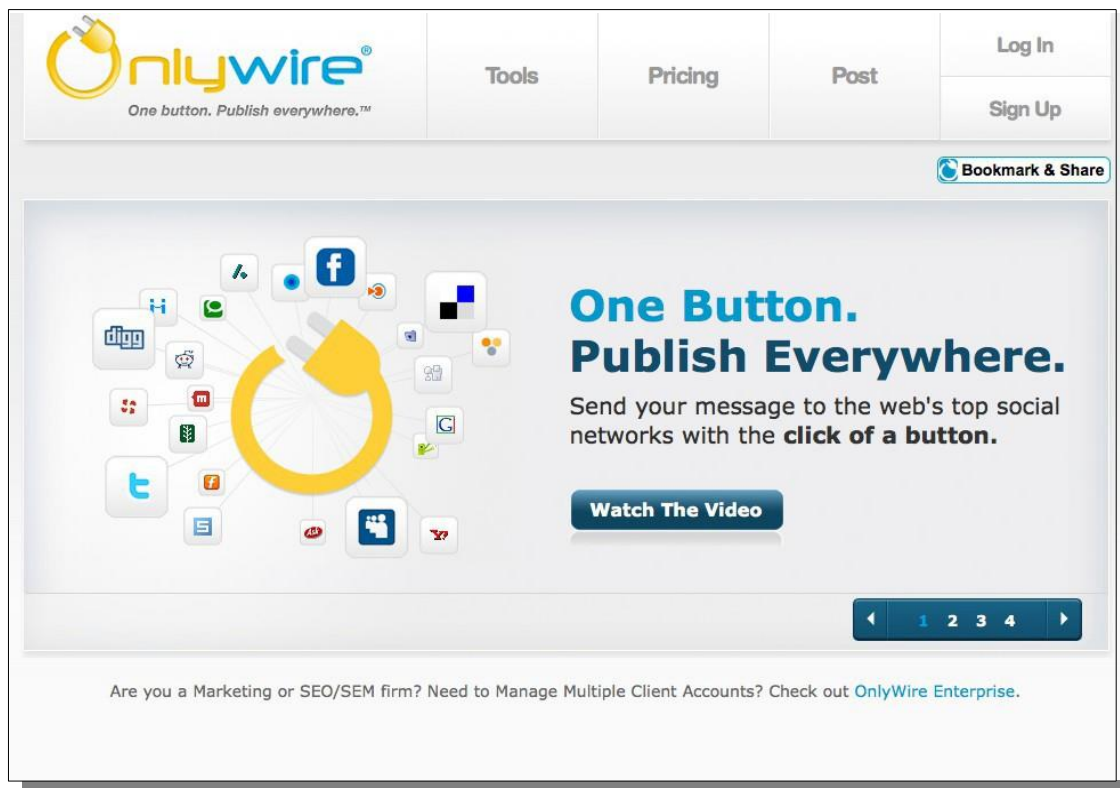 Onlywire®
One button. Publish everywhere.™
Tools
Pricing
Post
Log In
Sign Up
Bookmark & Share
digg
One Button.
Publish Everywhere.
Send your message to the web's top social
networks with the click of a button.
Watch The Video
1 2 3 4
Are you a Marketing or SEO/SEM firm? Need to Manage Multiple Client Accounts? Check out OnlyWire Enterprise.